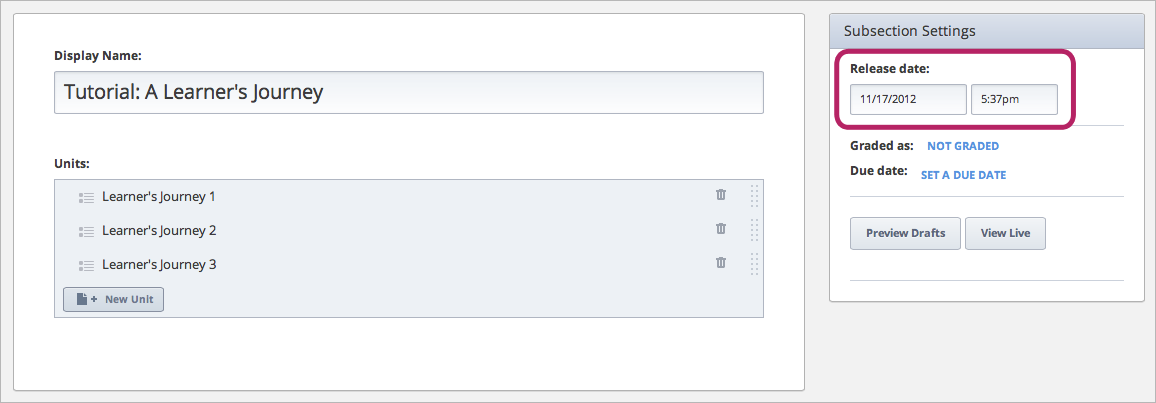 Display Name:
Tutorial: A Learner's Journey
Units:
Learner's Journey 1
Learner's Journey 2
Learner's Journey 3
+ New Unit
Subsection Settings
Release date:
11/17/2012 5:37pm
Graded as: NOT GRADED
Due date: SET A DUE DATE
Preview Drafts View Live